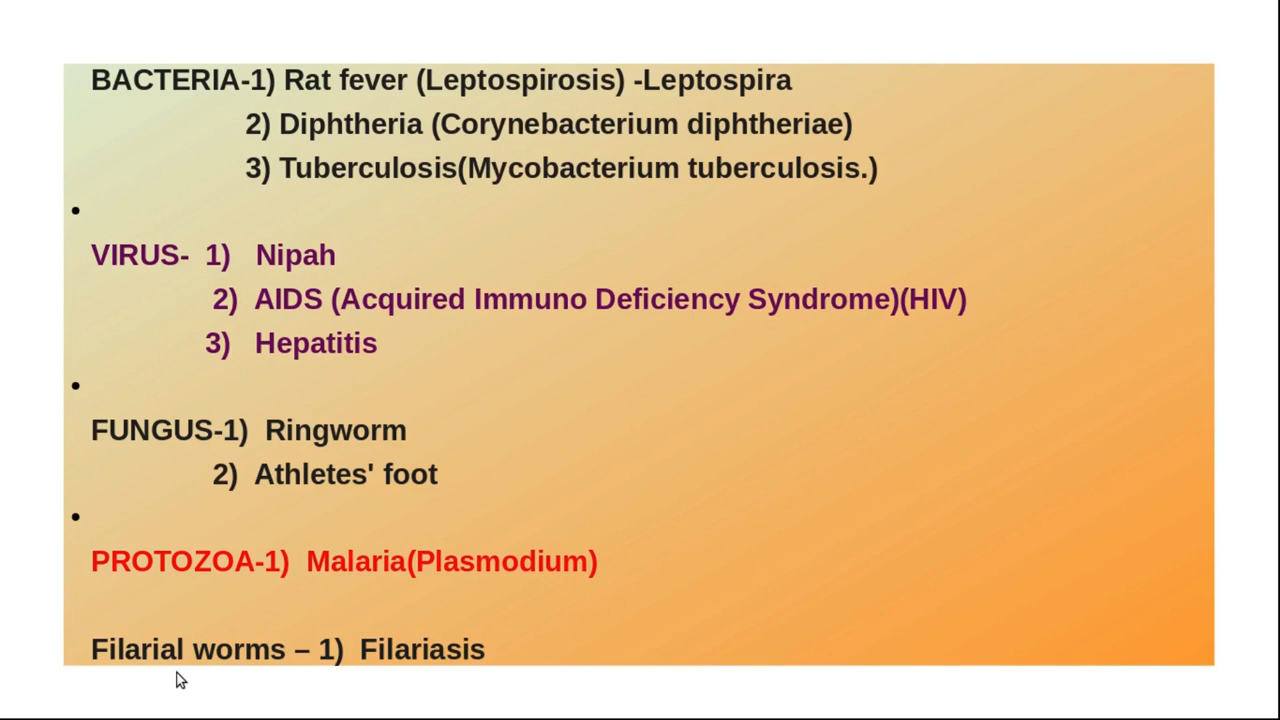 BACTERIA-1) Rat fever (Leptospirosis) -Leptospira
2) Diphtheria (Corynebacterium diphtheriae)
3) Tuberculosis(Mycobacterium tuberculosis.)
VIRUS- 1) Nipah
2) AIDS (Acquired Immuno Deficiency Syndrome)(HIV)
3) Hepatitis
FUNGUS-1) Ringworm
2) Athletes' foot
PROTOZOA-1) Malaria(Plasmodium)
Filarial worms – 1) Filariasis